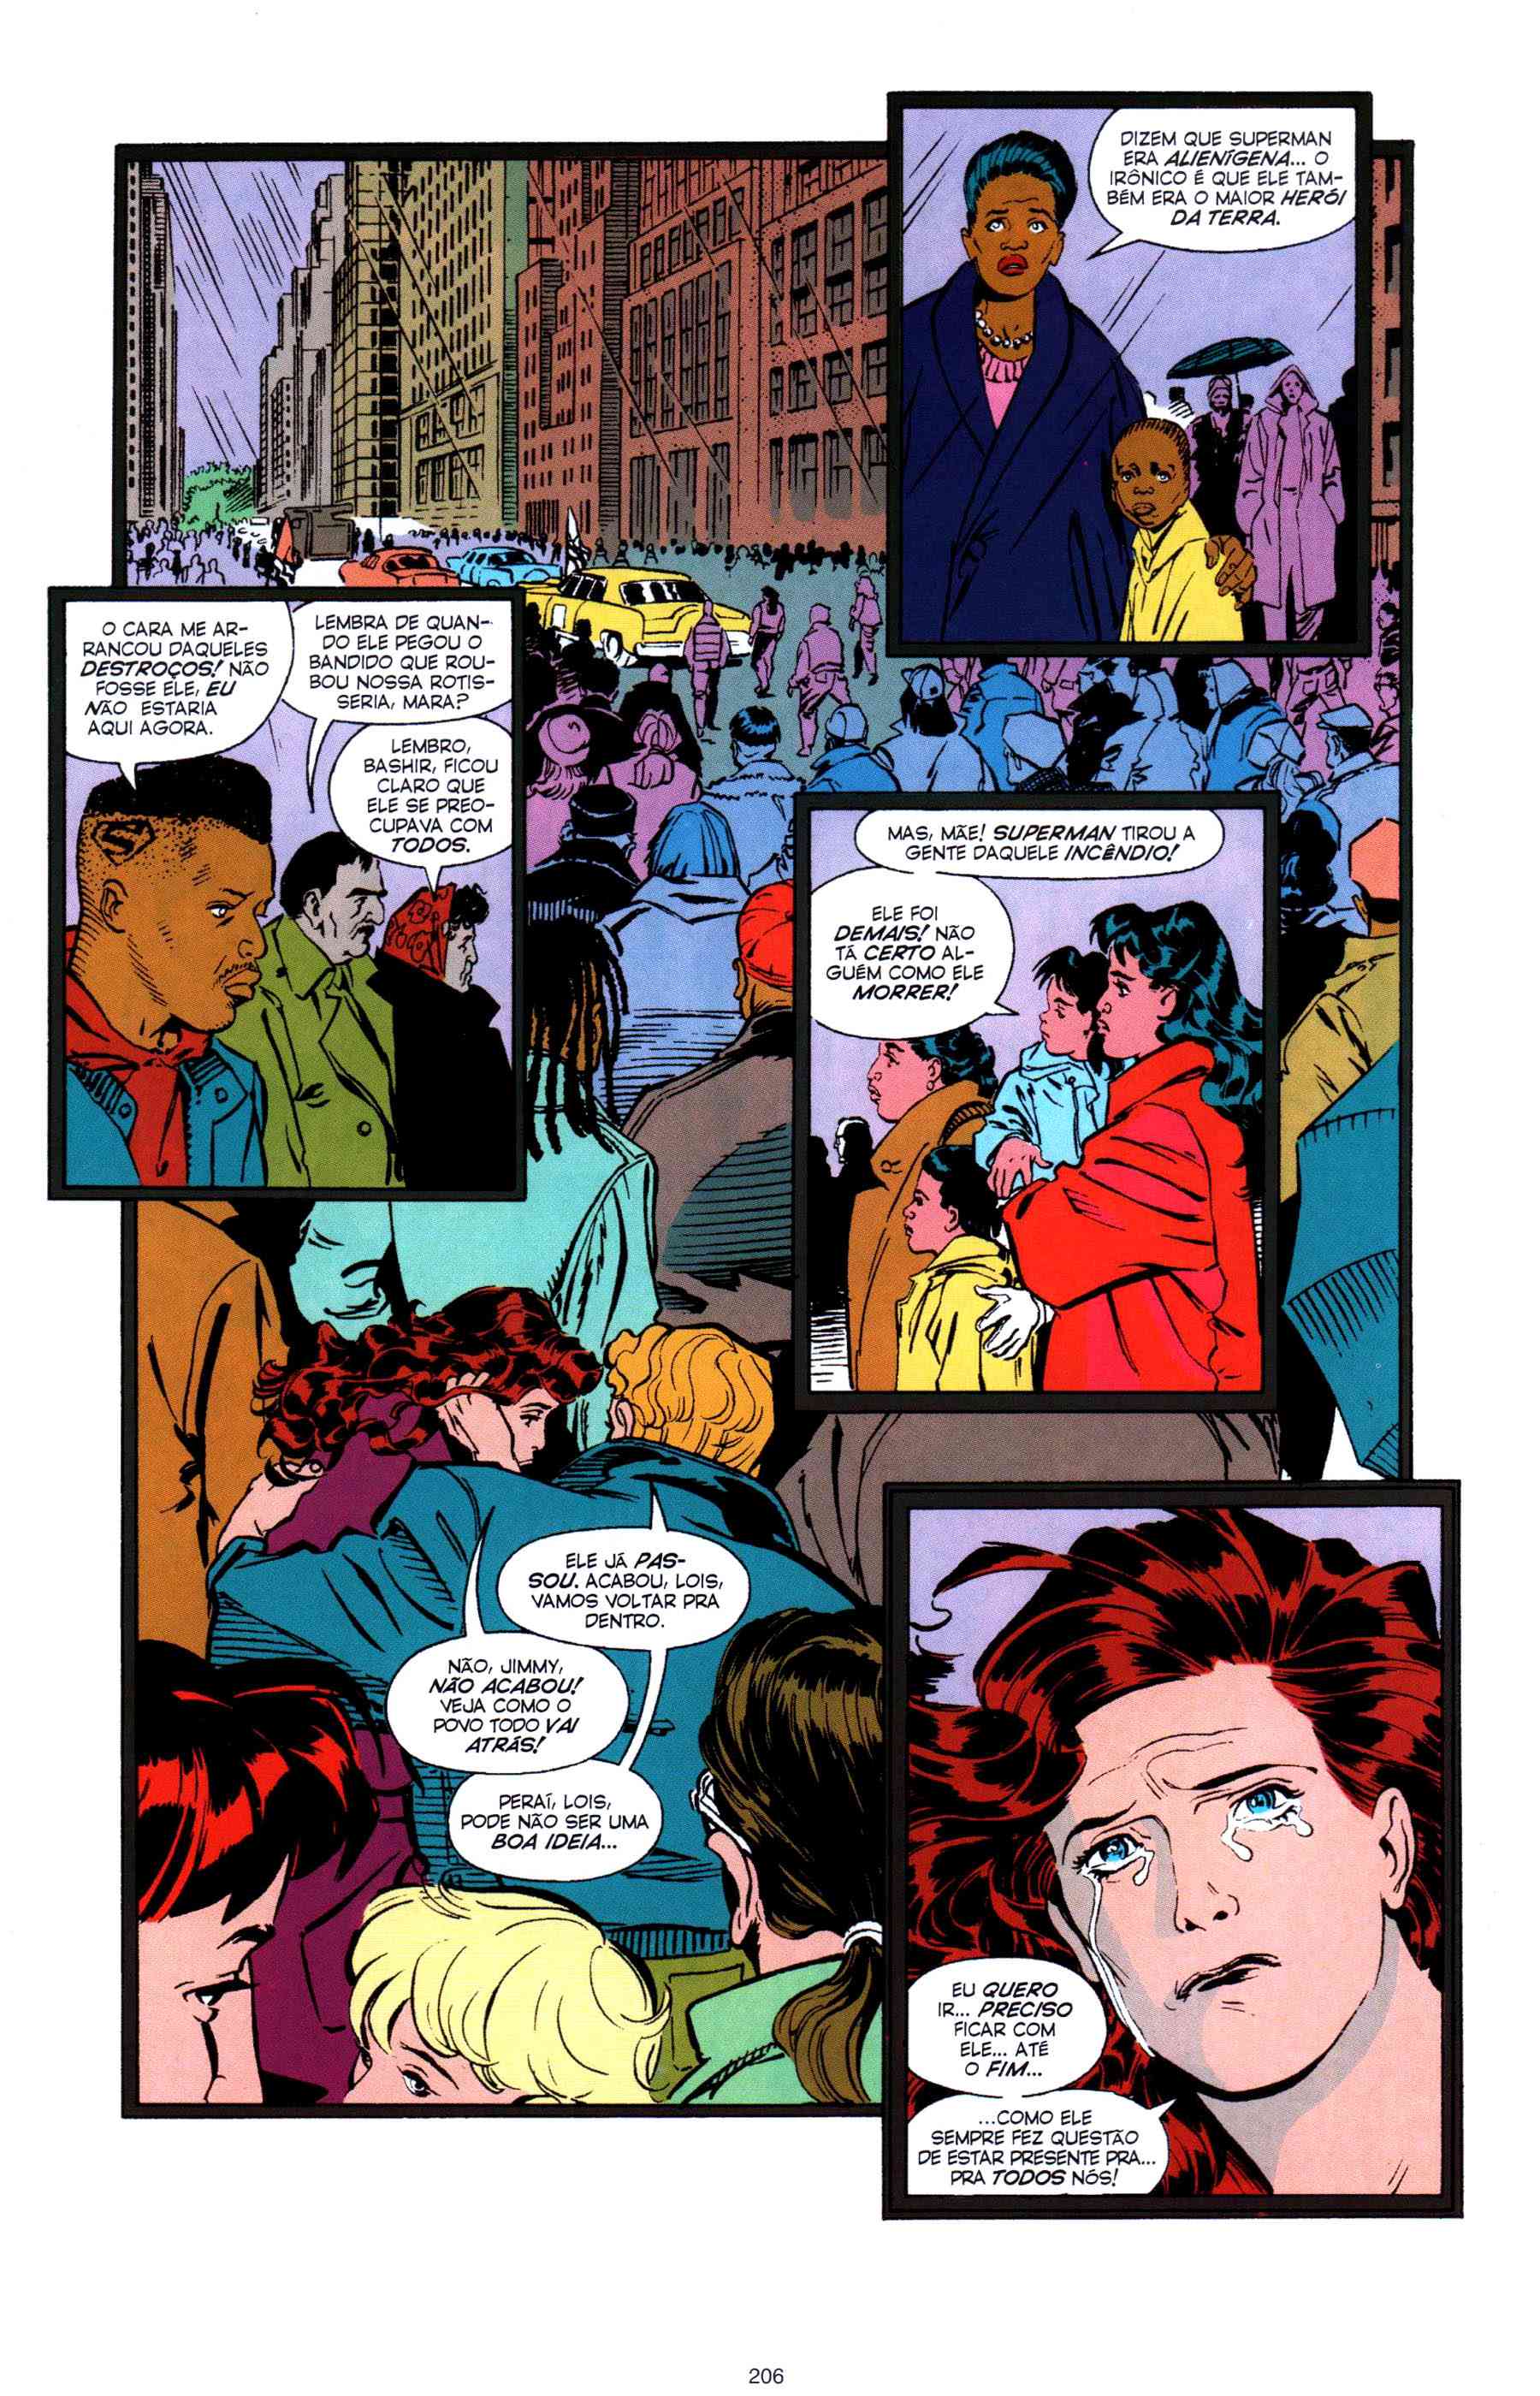 DIZEM QUE SUPERMAN
ERA ALIENÍGENA... O
IRÔNICO É QUE ELE TAM-
BÉM ERA O MAIOR HERÓI
DA TERRA.
O CARA ME AR-
RANCOU DAQUELES
DESTROÇOS! NÃO
FOSSE ELE, EU
NÃO ESTARIA
AQUI AGORA.
LEMBRA DE QUAN-
DO ELE PEGOU O
BANDIDO QUE ROU-
BOU NOSSA ROTIS-
SERIA, MARA?
LEMBRO,
BASHIR, FICOU
CLARO QUE
ELE SE PREO-
CUPAVA COM
TODOS.
MAS, MÃE! SUPERMAN TIROU A
GENTE DAQUELE INCÊNDIO!
ELE FOI
DEMAIS! NÃO
TÁ CERTO AL-
GUÉM COMO ELE
MORRER!
ELE JÁ PAS-
SOU. ACABOU, LOIS,
VAMOS VOLTAR PRA
DENTRO.
NÃO, JIMMY,
NÃO ACABOU!
VEJA COMO O
POVO TODO VAI
ATRÁS!
PERAÍ, LOIS,
PODE NÃO SER UMA
BOA IDEIA...
EU QUERO
IR... PRECISO
FICAR COM
ELE... ATÉ
O FIM...
...COMO ELE
SEMPRE FEZ QUESTÃO
DE ESTAR PRESENTE PRA...
PRA TODOS NÓS!
206